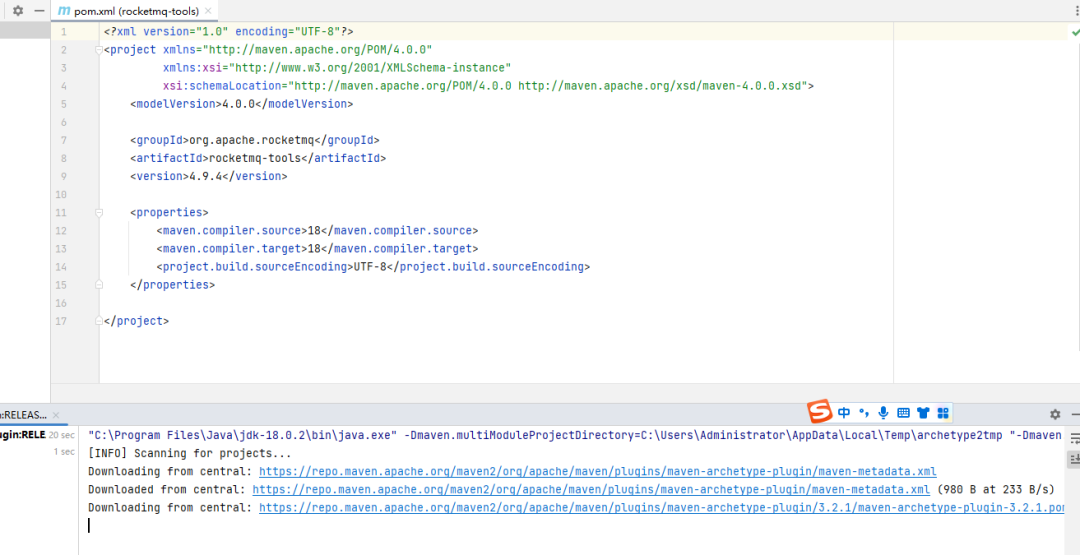 pom.xml (rocketmq-tools)
1 <?xml version="1.0" encoding="UTF-8"?>
2 <project xmlns="http://maven.apache.org/POM/4.0.0"
3 xmlns:xsi="http://www.w3.org/2001/XMLSchema-instance"
4 xsi:schemaLocation="http://maven.apache.org/POM/4.0.0 http://maven.apache.org/xsd/maven-4.0.0.xsd">
5 <modelVersion>4.0.0</modelVersion>
6
7 <groupId>org.apache.rocketmq</groupId>
8 <artifactId>rocketmq-tools</artifactId>
9 <version>4.9.4</version>
10
11 <properties>
12 <maven.compiler.source>18</maven.compiler.source>
13 <maven.compiler.target>18</maven.compiler.target>
14 <project.build.sourceEncoding>UTF-8</project.build.sourceEncoding>
15 </properties>
16
17 </project>
:RELEAS...
S 中
ugin:RELE 20 sec
1 sec
"C:\Program Files\Java\jdk-18.0.2\bin\java.exe" -Dmaven.multiModuleProjectDirectory=C:\Users\Administrator\AppData\Local\Temp\archetype2tmp "-Dmaven
[INFO] Scanning for projects...
Downloading from central: https://repo.maven.apache.org/maven2/org/apache/maven/plugins/maven-archetype-plugin/maven-metadata.xml
Downloaded from central: https://repo.maven.apache.org/maven2/org/apache/maven/plugins/maven-archetype-plugin/maven-metadata.xml (980 B at 233 B/s)
Downloading from central: https://repo.maven.apache.org/maven2/org/apache/maven/plugins/maven-archetype-plugin/3.2.1/maven-archetype-plugin-3.2.1.pom